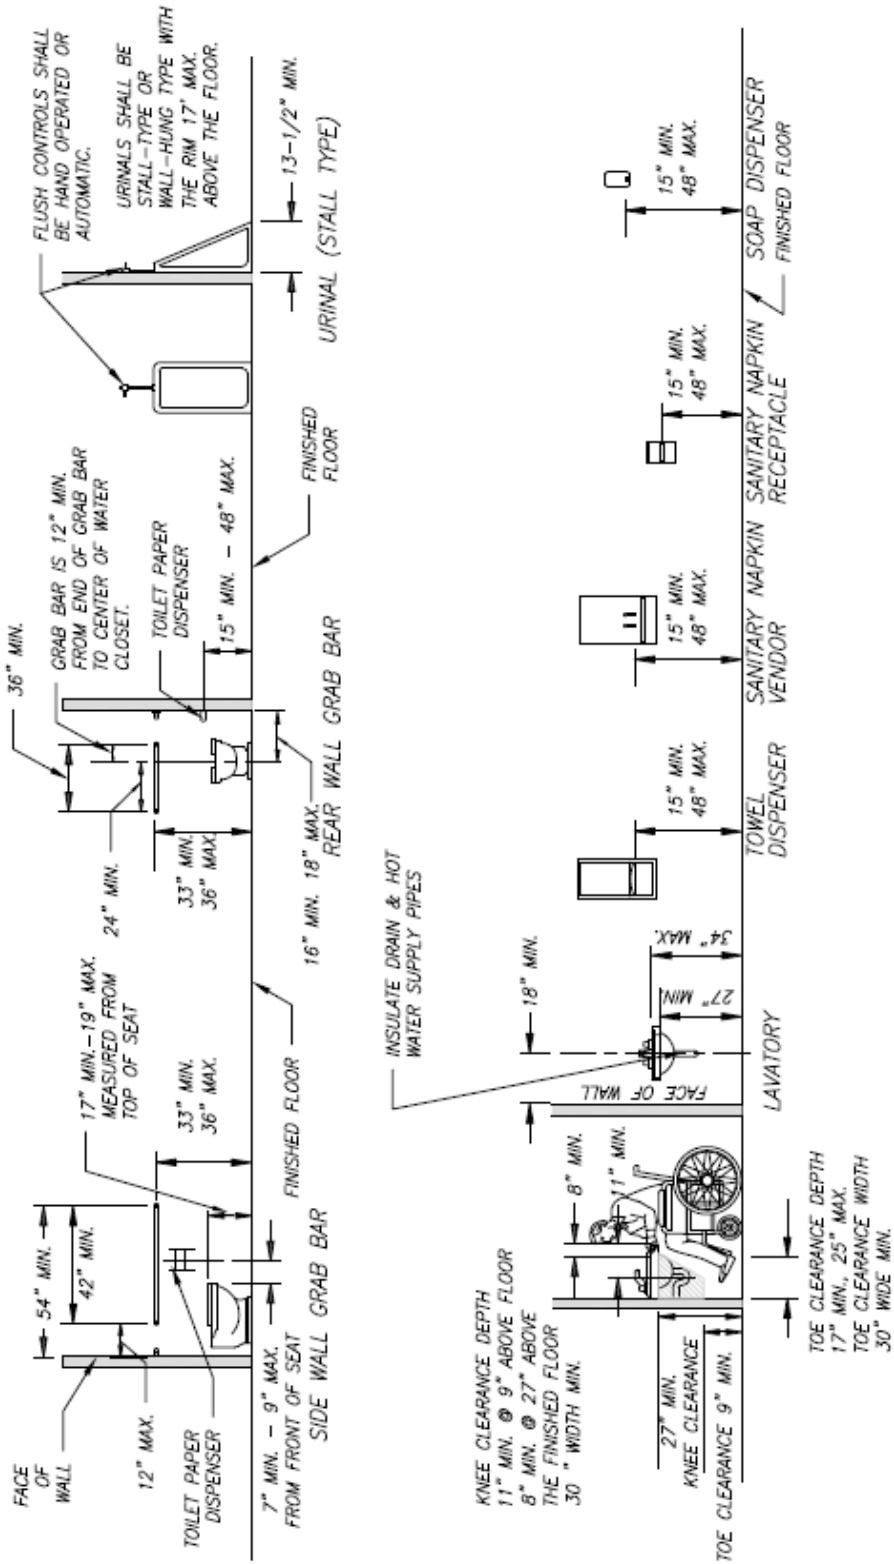 FACE
OF
WALL
54" MIN.
42" MIN.
12" MAX.
TOILET PAPER
DISPENSER
7" MIN. - 9" MAX.
FROM FRONT OF SEAT
SIDE WALL GRAB BAR
17" MIN.-19" MAX.
MEASURED FROM
TOP OF SEAT
33" MIN.
36" MAX.
FINISHED FLOOR
36" MIN.
24" MIN.
GRAB BAR IS 12" MIN.
FROM END OF GRAB BAR
TO CENTER OF WATER
CLOSET.
33" MIN.
36" MAX.
TOILET PAPER
DISPENSER
15" MIN. - 48" MAX.
16" MIN. 18" MAX.
REAR WALL GRAB BAR
FINISHED
FLOOR
FLUSH CONTROLS SHALL
BE HAND OPERATED OR
AUTOMATIC.
URINALS SHALL BE
STALL-TYPE OR
WALL-HUNG TYPE WITH
THE RIM 17' MAX.
ABOVE THE FLOOR.
13-1/2" MIN.
URINAL (STALL TYPE)
KNEE CLEARANCE DEPTH
11" MIN. @ 9" ABOVE FLOOR
8" MIN. @ 27" ABOVE
THE FINISHED FLOOR
30 " WIDTH MIN.
8" MIN.
11" MIN.
27" MIN.
KNEE CLEARANCE
TOE CLEARANCE 9" MIN.
TOE CLEARANCE DEPTH
17" MIN., 25" MAX.
TOE CLEARANCE WIDTH
30" WIDE MIN.
INSULATE DRAIN & HOT
WATER SUPPLY PIPES
18" MIN.
FACE OF WALL
27" MIN.
34" MAX.
LAVATORY
15" MIN.
48" MAX.
TOWEL
DISPENSER
15" MIN.
48" MAX.
SANITARY NAPKIN
VENDOR
15" MIN.
48" MAX.
SANITARY NAPKIN
RECEPTACLE
15" MIN.
48" MAX.
SOAP DISPENSER
FINISHED FLOOR